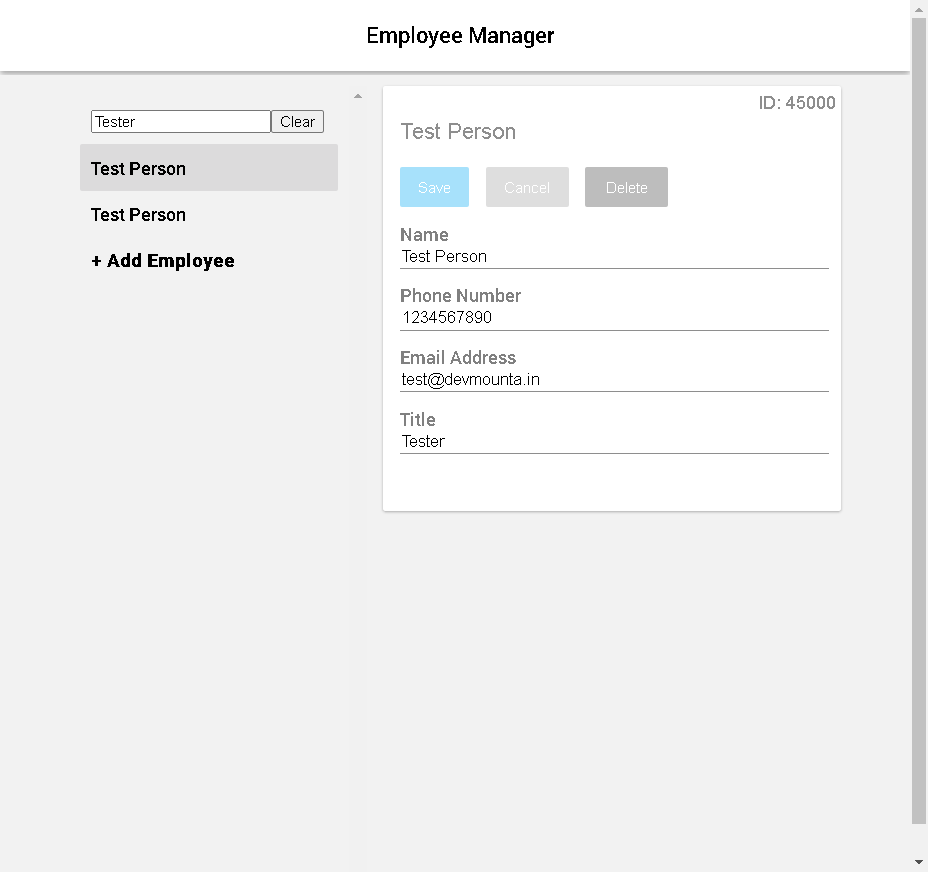 Employee Manager
Tester
Clear
Test Person
Test Person
+ Add Employee
ID: 45000
Test Person
Save
Cancel
Delete
Name
Test Person
Phone Number
1234567890
Email Address
test@devmounta.in
Title
Tester